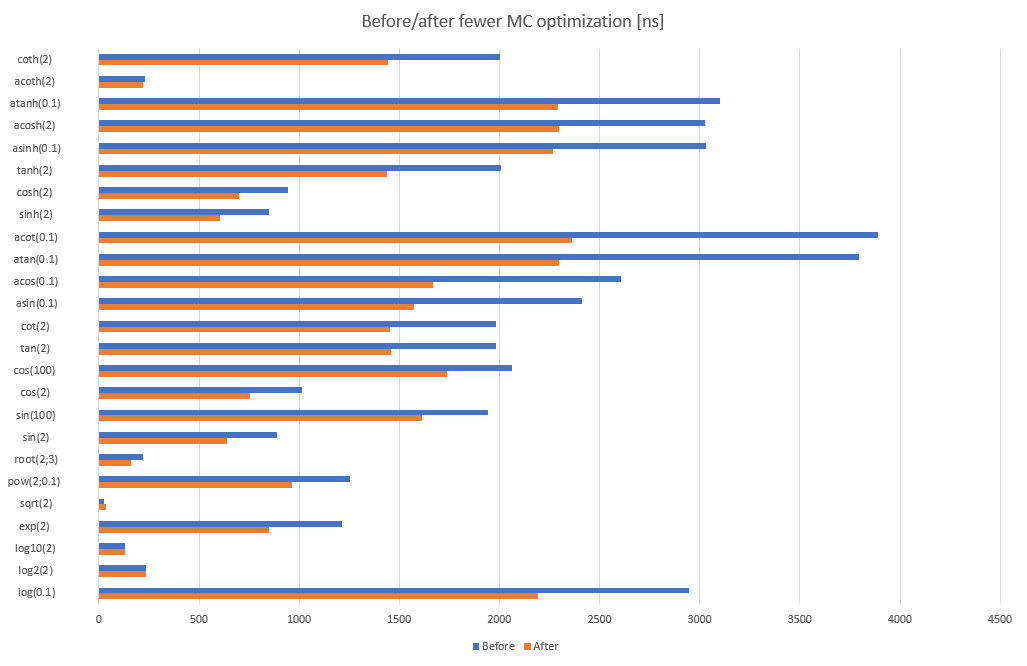 Before/after fewer MC optimization [ns]
coth(2)
acoth(2)
atanh(0.1)
acosh(2)
asinh(0.1)
tanh(2)
cosh(2)
sinh(2)
acot(0.1)
atan(0.1)
acos(0.1)
asin(0.1)
cot(2)
tan(2)
cos(100)
cos(2)
sin(100)
sin(2)
root(2;3)
pow(2;0.1)
sqrt(2)
exp(2)
log10(2)
log2(2)
log(0.1)
0 500 1000 1500 2000 2500 3000 3500 4000 4500
Before After